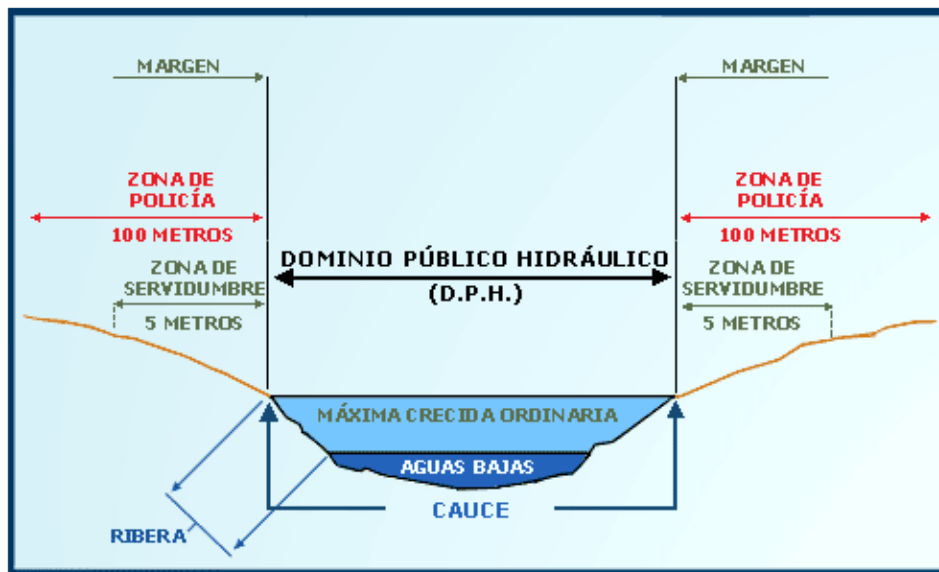 MARGEN
MARGEN
ZONA DE
POLICÍA
100 METROS
ZONA DE
POLICÍA
100 METROS
DOMINIO PÚBLICO HIDRÁULICO
(D.P.H.)
ZONA DE
SERVIDUMBRE
5 METROS
ZONA DE
SERVIDUMBRE
5 METROS
MÁXIMA CRECIDA ORDINARIA
AGUAS BAJAS
CAUCE
RIBERA